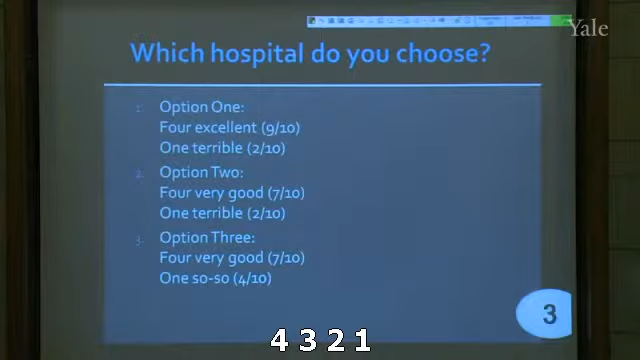 Yale
Which hospital do you choose?
1. Option One:
Four excellent (9/10)
One terrible (2/10)
2. Option Two:
Four very good (7/10)
One terrible (2/10)
3. Option Three:
Four very good (7/10)
One so-so (4/10)
3
4 3 2 1